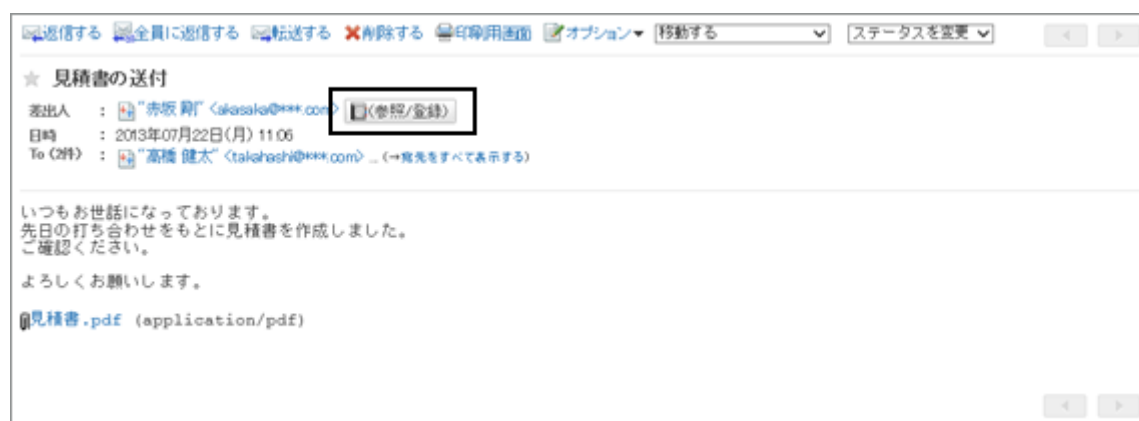 返信する 全員に返信する 転送する 削除する 印刷用画面 オプション▼ 移動する ステータスを変更
★ 見積書の送付
差出人 : "赤坂 剛" <akasaka@***.com> (参照/登録)
日時 : 2013年07月22日(月) 11:06
To (2件) : "高橋 健太" <takahashi@***.com> … (→宛先をすべて表示する)
いつもお世話になっております。
先日の打ち合わせをもとに見積書を作成しました。
ご確認ください。
よろしくお願いします。
見積書.pdf (application/pdf)